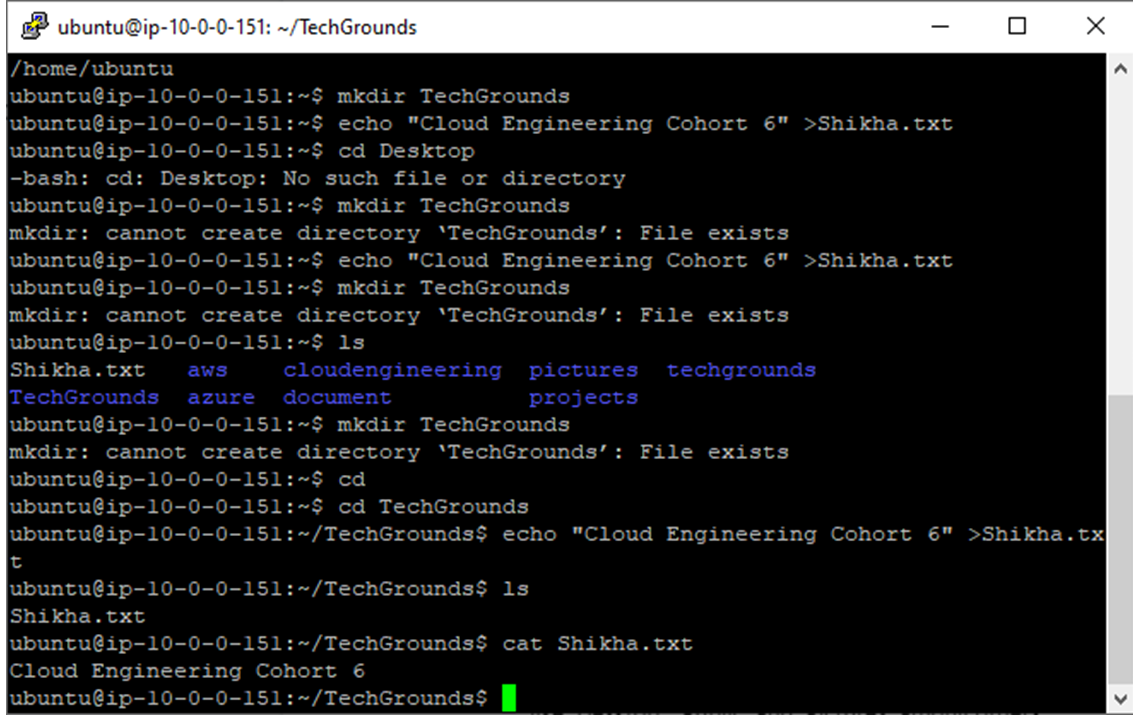 ubuntu@ip-10-0-0-151: ~/TechGrounds
/home/ubuntu
ubuntu@ip-10-0-0-151:~$ mkdir TechGrounds
ubuntu@ip-10-0-0-151:~$ echo "Cloud Engineering Cohort 6" >Shikha.txt
ubuntu@ip-10-0-0-151:~$ cd Desktop
-bash: cd: Desktop: No such file or directory
ubuntu@ip-10-0-0-151:~$ mkdir TechGrounds
mkdir: cannot create directory ‘TechGrounds’: File exists
ubuntu@ip-10-0-0-151:~$ echo "Cloud Engineering Cohort 6" >Shikha.txt
ubuntu@ip-10-0-0-151:~$ mkdir TechGrounds
mkdir: cannot create directory ‘TechGrounds’: File exists
ubuntu@ip-10-0-0-151:~$ ls
Shikha.txt aws cloudengineering pictures techgrounds
TechGrounds azure document projects
ubuntu@ip-10-0-0-151:~$ mkdir TechGrounds
mkdir: cannot create directory ‘TechGrounds’: File exists
ubuntu@ip-10-0-0-151:~$ cd
ubuntu@ip-10-0-0-151:~$ cd TechGrounds
ubuntu@ip-10-0-0-151:~/TechGrounds$ echo "Cloud Engineering Cohort 6" >Shikha.tx
t
ubuntu@ip-10-0-0-151:~/TechGrounds$ ls
Shikha.txt
ubuntu@ip-10-0-0-151:~/TechGrounds$ cat Shikha.txt
Cloud Engineering Cohort 6
ubuntu@ip-10-0-0-151:~/TechGrounds$